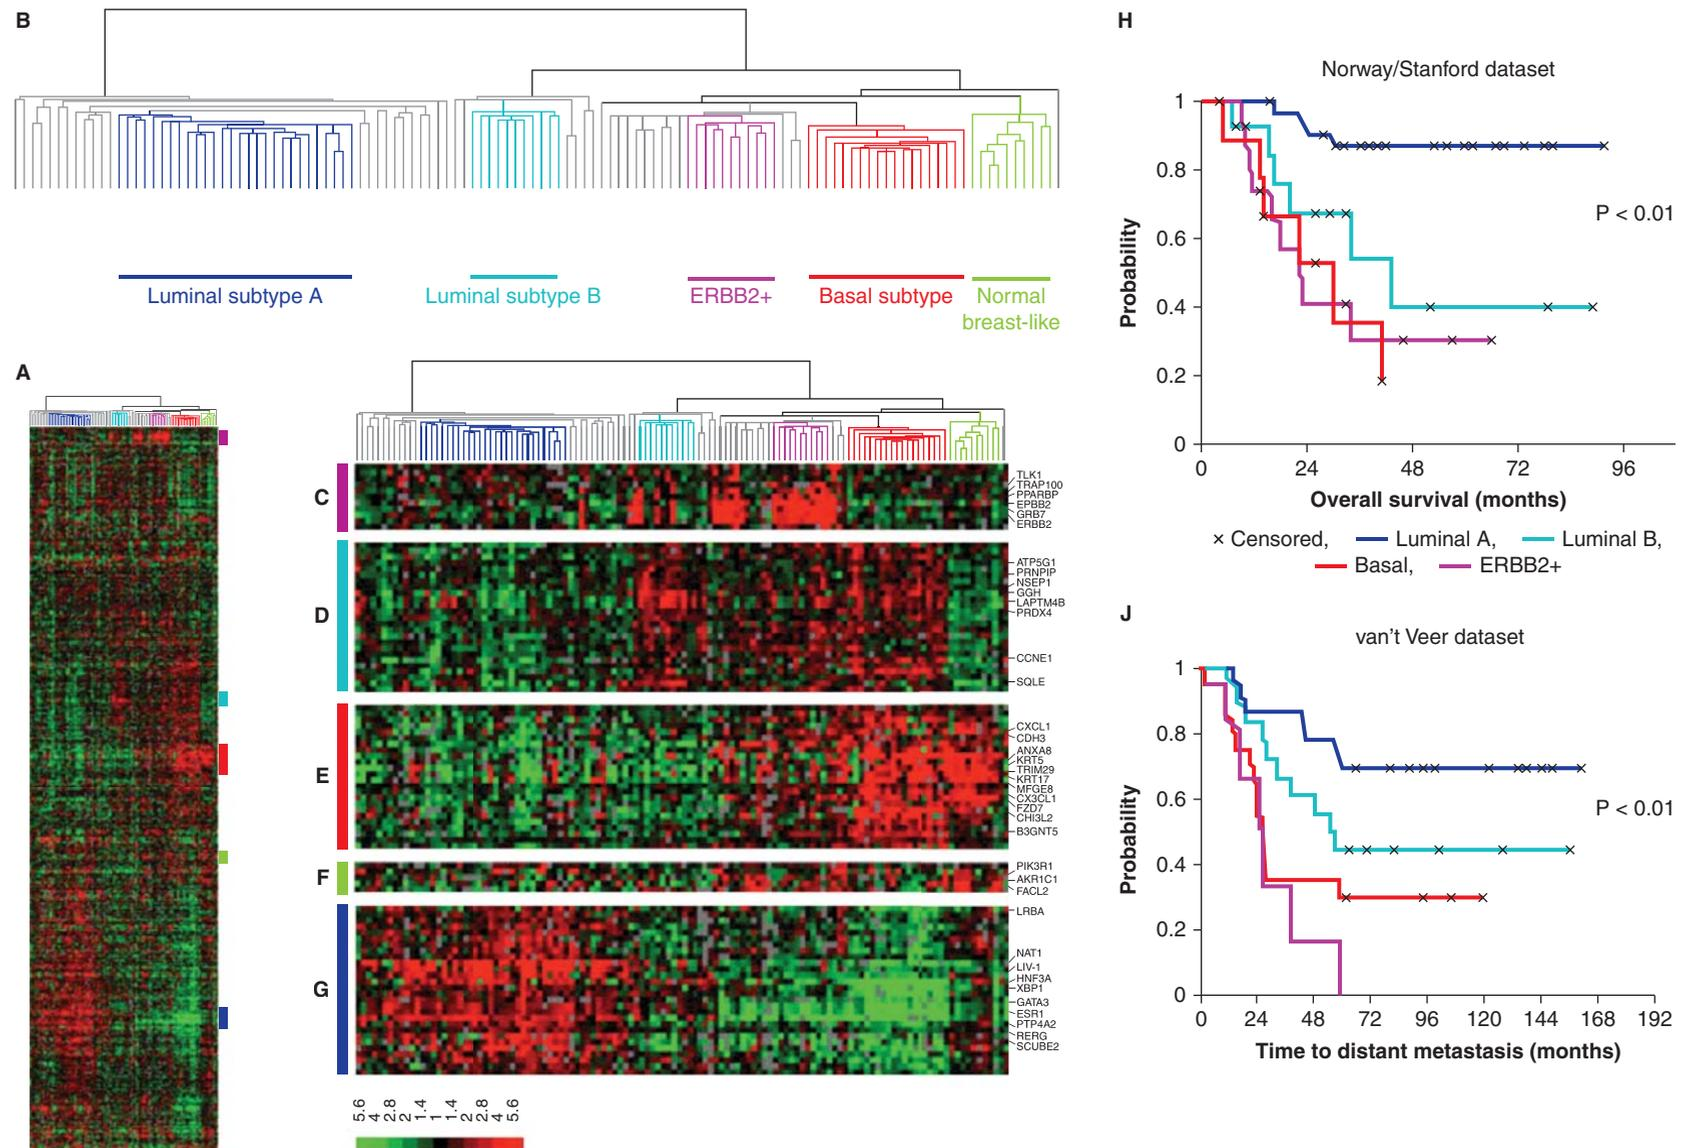 B
Luminal subtype A
Luminal subtype B
ERBB2+
Basal subtype
Normal
breast-like
A
C
TLK1
TRAP100
PPARBP
EPBB2
GRB7
ERBB2
D
ATP5G1
PRNPIP
NSEP1
GGH
LAPTM4B
PRDX4
CCNE1
SQLE
E
CXCL1
CDH3
ANXA8
KRT5
TRIM29
KRT17
MFGE8
CX3CL1
FZD7
CHI3L2
B3GNT5
F
PIK3R1
AKR1C1
FACL2
G
LRBA
NAT1
LIV-1
HNF3A
XBP1
GATA3
ESR1
PTP4A2
RERG
SCUBE2
5.6 4 2.8 2 1.4 1 1.4 2 2.8 4 5.6
H
Norway/Stanford dataset
1
0.8
0.6
0.4
0.2
0
Probability
P < 0.01
0 24 48 72 96
Overall survival (months)
× Censored, Luminal A, Luminal B,
Basal, ERBB2+
J
van't Veer dataset
1
0.8
0.6
0.4
0.2
0
Probability
P < 0.01
0 24 48 72 96 120 144 168 192
Time to distant metastasis (months)